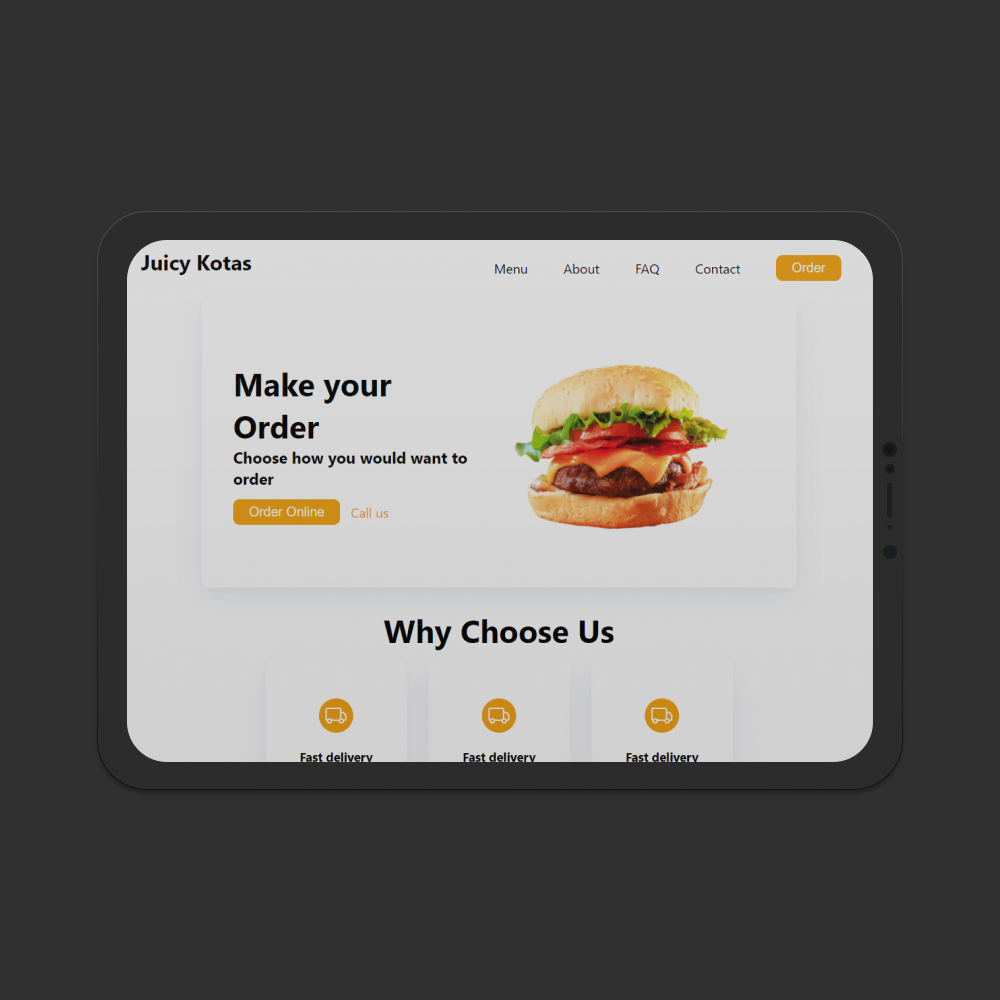 Juicy Kotas
Menu About FAQ Contact Order
Make your
Order
Choose how you would want to
order
Order Online Call us
Why Choose Us
Fast delivery Fast delivery Fast delivery